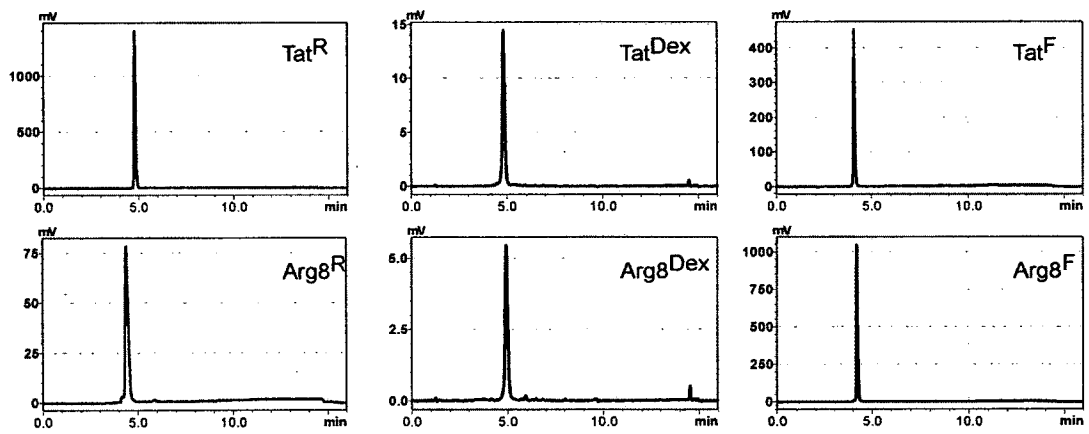 mV mV mV
Tat^R Tat^Dex Tat^F
1000 500 0
15 10 5 0
400 300 200 100 0
0.0 5.0 10.0 min 0.0 5.0 10.0 min 0.0 5.0 10.0 min
mV mV mV
Arg8^R Arg8^Dex Arg8^F
75 50 25 0
5.0 2.5 0.0
1000 750 500 250 0
0.0 5.0 10.0 min 0.0 5.0 10.0 min 0.0 5.0 10.0 min